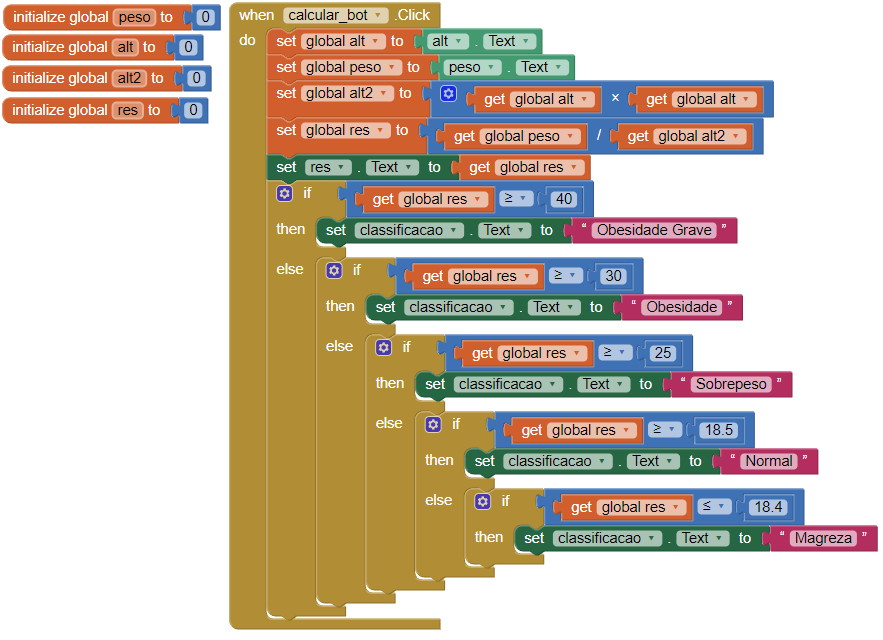 initialize global peso to 0
initialize global alt to 0
initialize global alt2 to 0
initialize global res to 0
when calcular_bot .Click
do set global alt to alt . Text
set global peso to peso . Text
set global alt2 to get global alt × get global alt
set global res to get global peso / get global alt2
set res . Text to get global res
if get global res ≥ 40
then set classificacao . Text to “ Obesidade Grave ”
else if get global res ≥ 30
then set classificacao . Text to “ Obesidade ”
else if get global res ≥ 25
then set classificacao . Text to “ Sobrepeso ”
else if get global res ≥ 18.5
then set classificacao . Text to “ Normal ”
else if get global res ≤ 18.4
then set classificacao . Text to “ Magreza ”